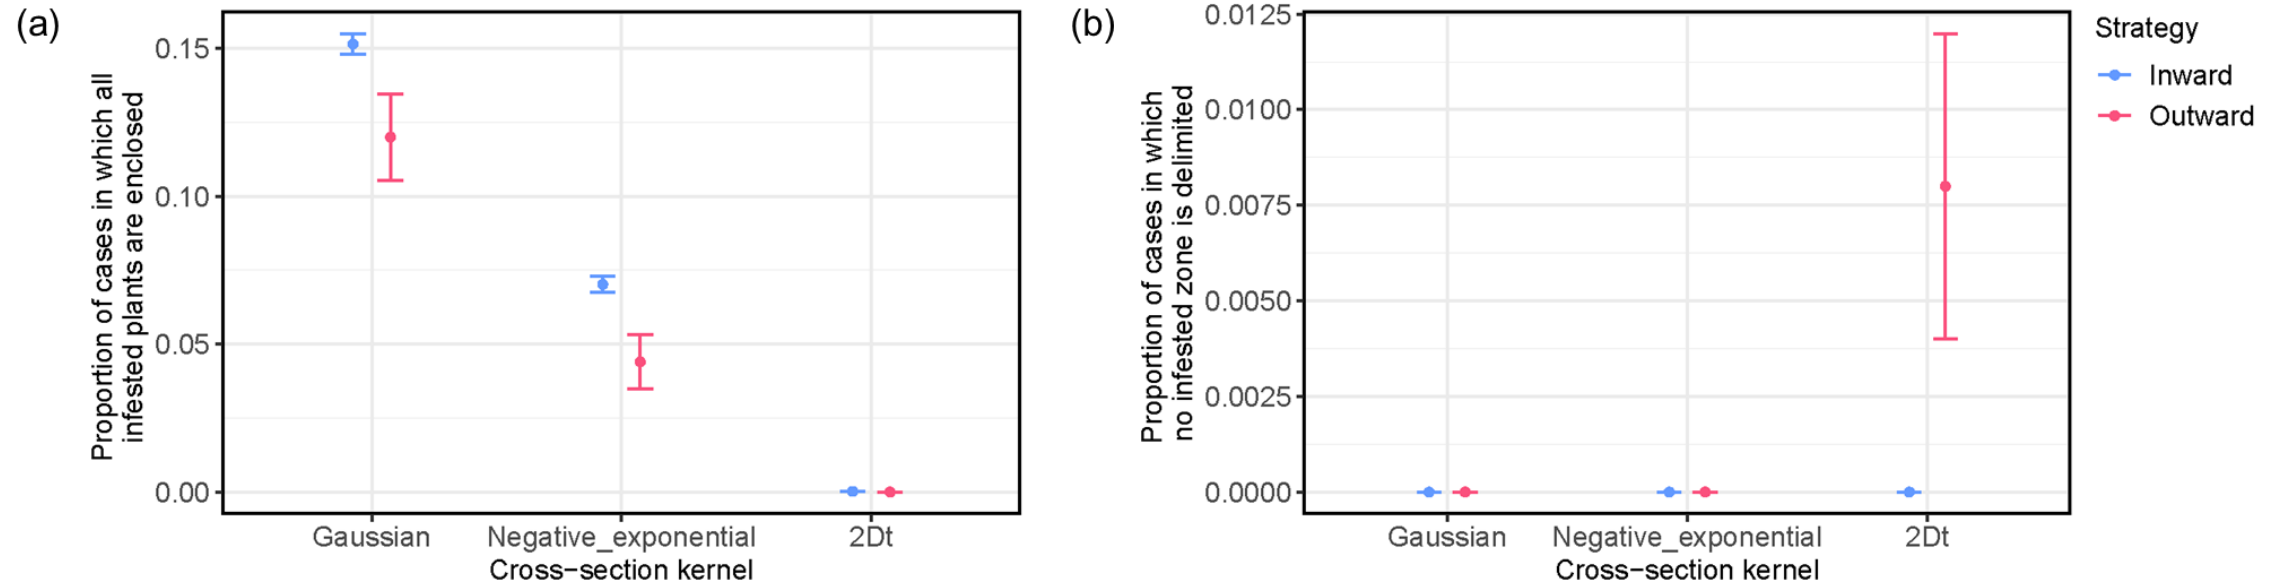 (a)
Proportion of cases in which all
infested plants are enclosed
0.15
0.10
0.05
0.00
Gaussian
Negative_exponential
2Dt
Cross−section kernel
(b)
Proportion of cases in which
no infested zone is delimited
0.0125
0.0100
0.0075
0.0050
0.0025
0.0000
Gaussian
Negative_exponential
2Dt
Cross−section kernel
Strategy
Inward
Outward